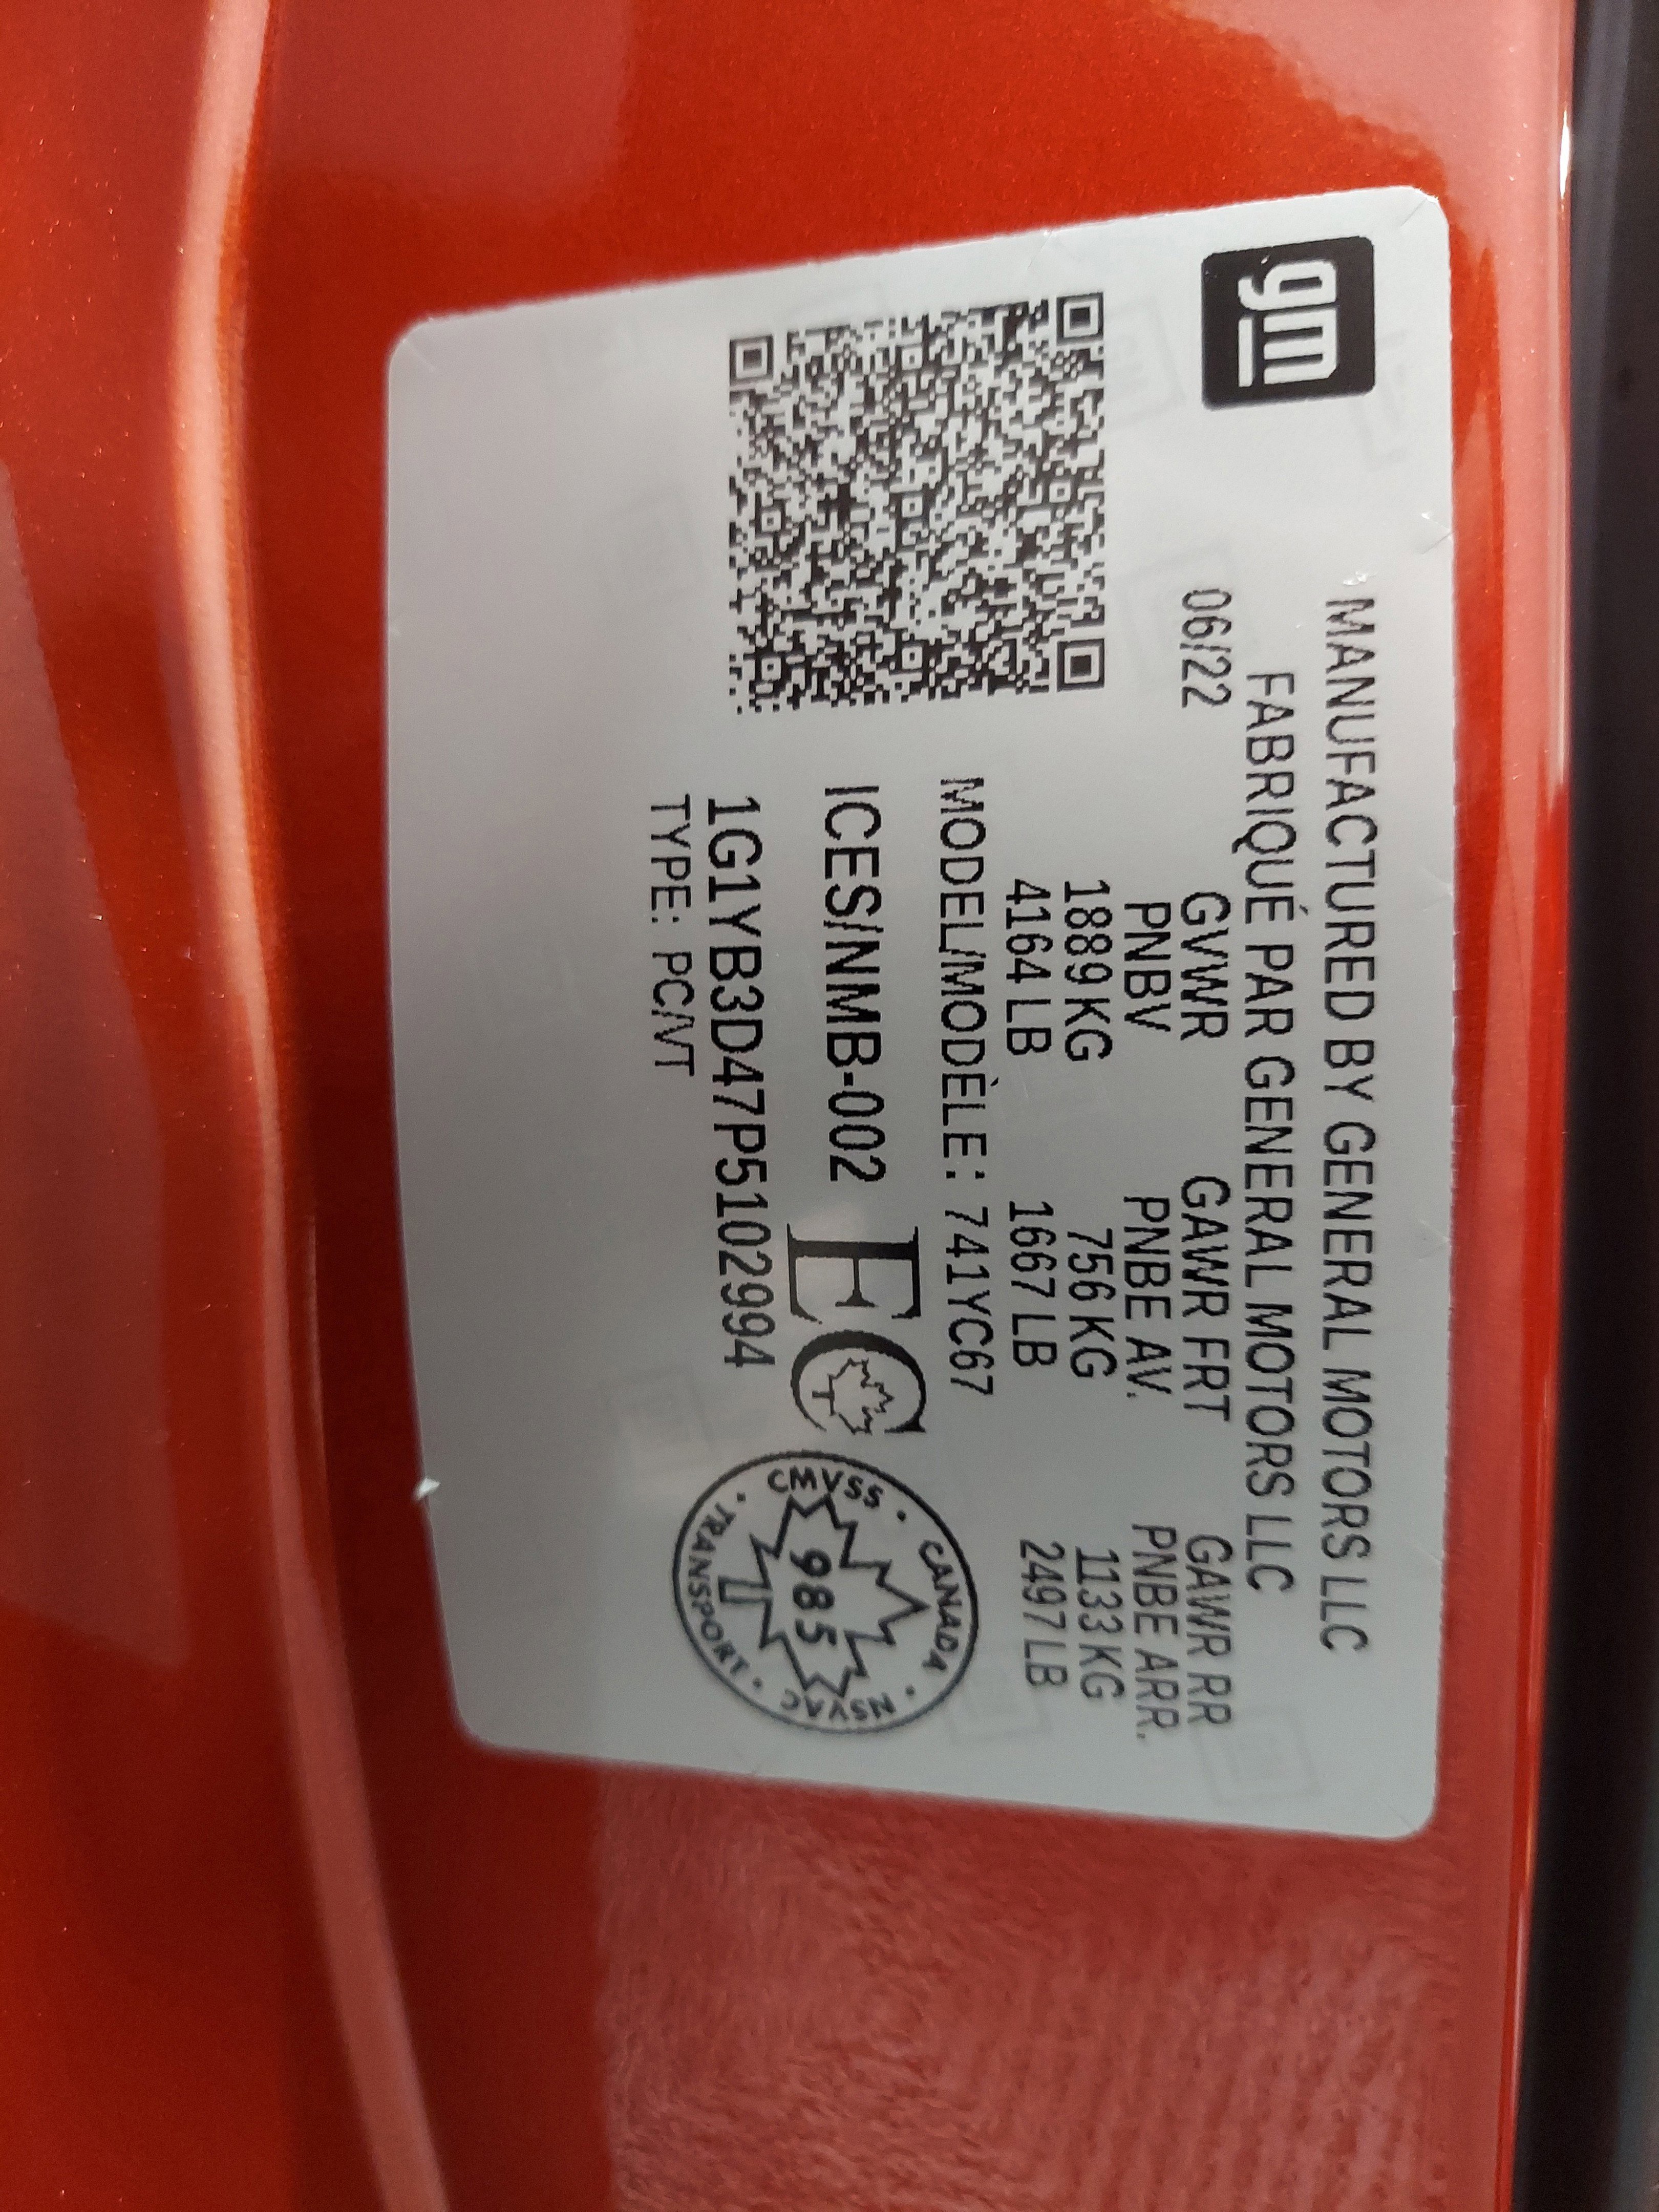 gm
MANUFACTURED BY GENERAL MOTORS LLC
FABRIQUÉ PAR GENERAL MOTORS LLC
06/22 GVWR GAWR FRT GAWR RR
PNBV PNBE AV. PNBE ARR.
1889 KG 756 KG 1133 KG
4164 LB 1667 LB 2497 LB
MODEL/MODÈLE: 741YC67
ICES/NMB-002 EC
1G1YB3D47P5102994
TYPE: PC/VT
CMVSS • CANADA • NSVAC • TRANSPORT •
985